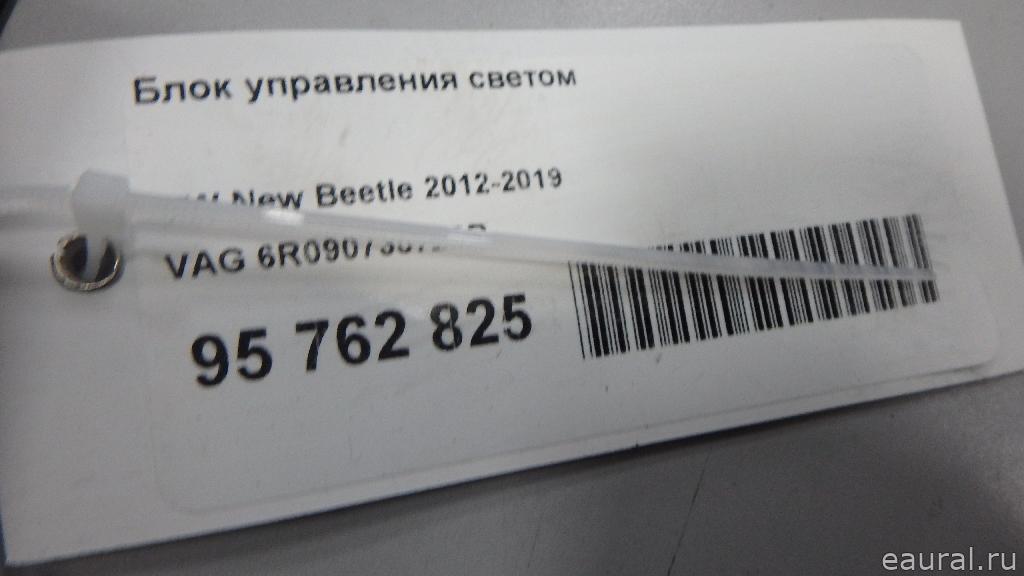 Блок управления светом
New Beetle 2012-2019
VAG
95 762 825
eaural.ru